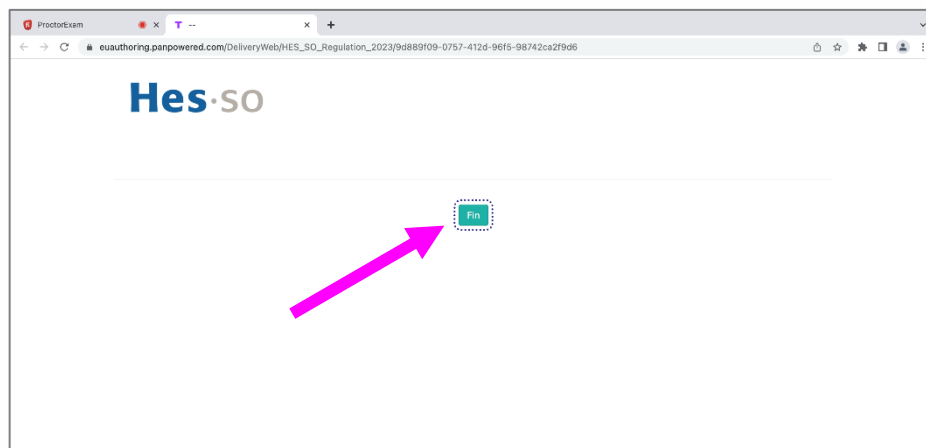 ProctorExam
T --
euauthoring.panpowered.com/DeliveryWeb/HES_SO_Regulation_2023/9d889f09-0757-412d-96f5-98742ca2f9d6
Hes·so
Fin